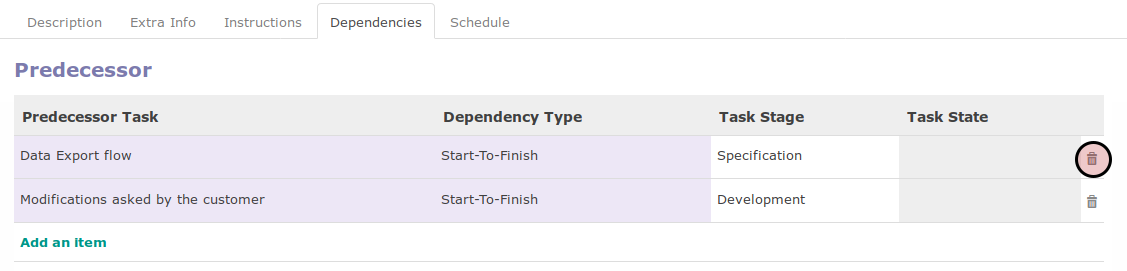 Description Extra Info Instructions Dependencies Schedule
Predecessor
Predecessor Task Dependency Type Task Stage Task State
Data Export flow Start-To-Finish Specification
Modifications asked by the customer Start-To-Finish Development
Add an item